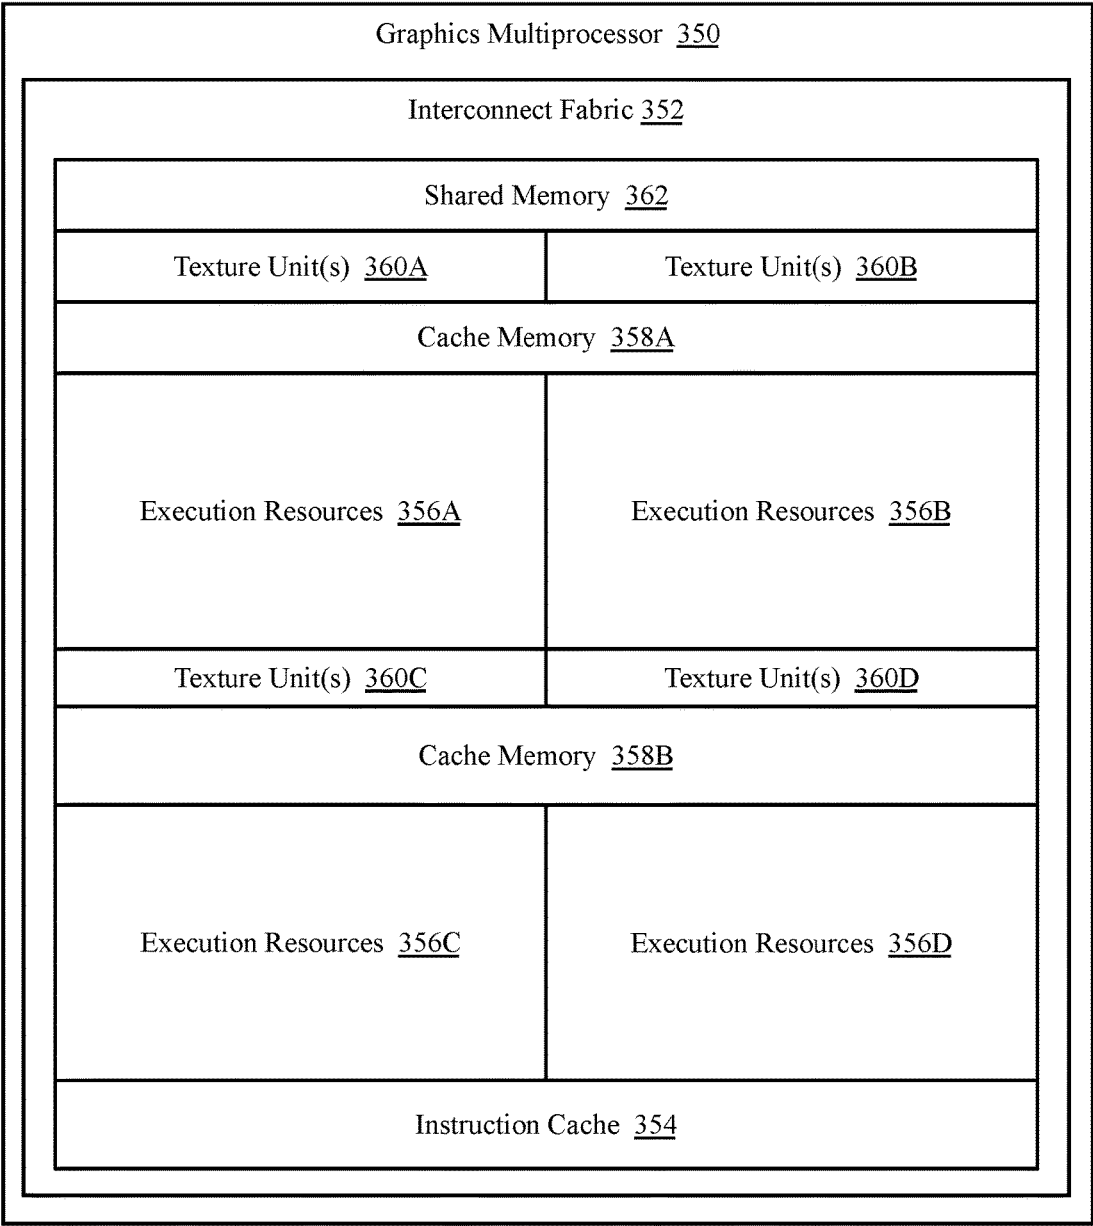 Graphics Multiprocessor 350
Interconnect Fabric 352
Shared Memory 362
Texture Unit(s) 360A
Texture Unit(s) 360B
Cache Memory 358A
Execution Resources 356A
Execution Resources 356B
Texture Unit(s) 360C
Texture Unit(s) 360D
Cache Memory 358B
Execution Resources 356C
Execution Resources 356D
Instruction Cache 354